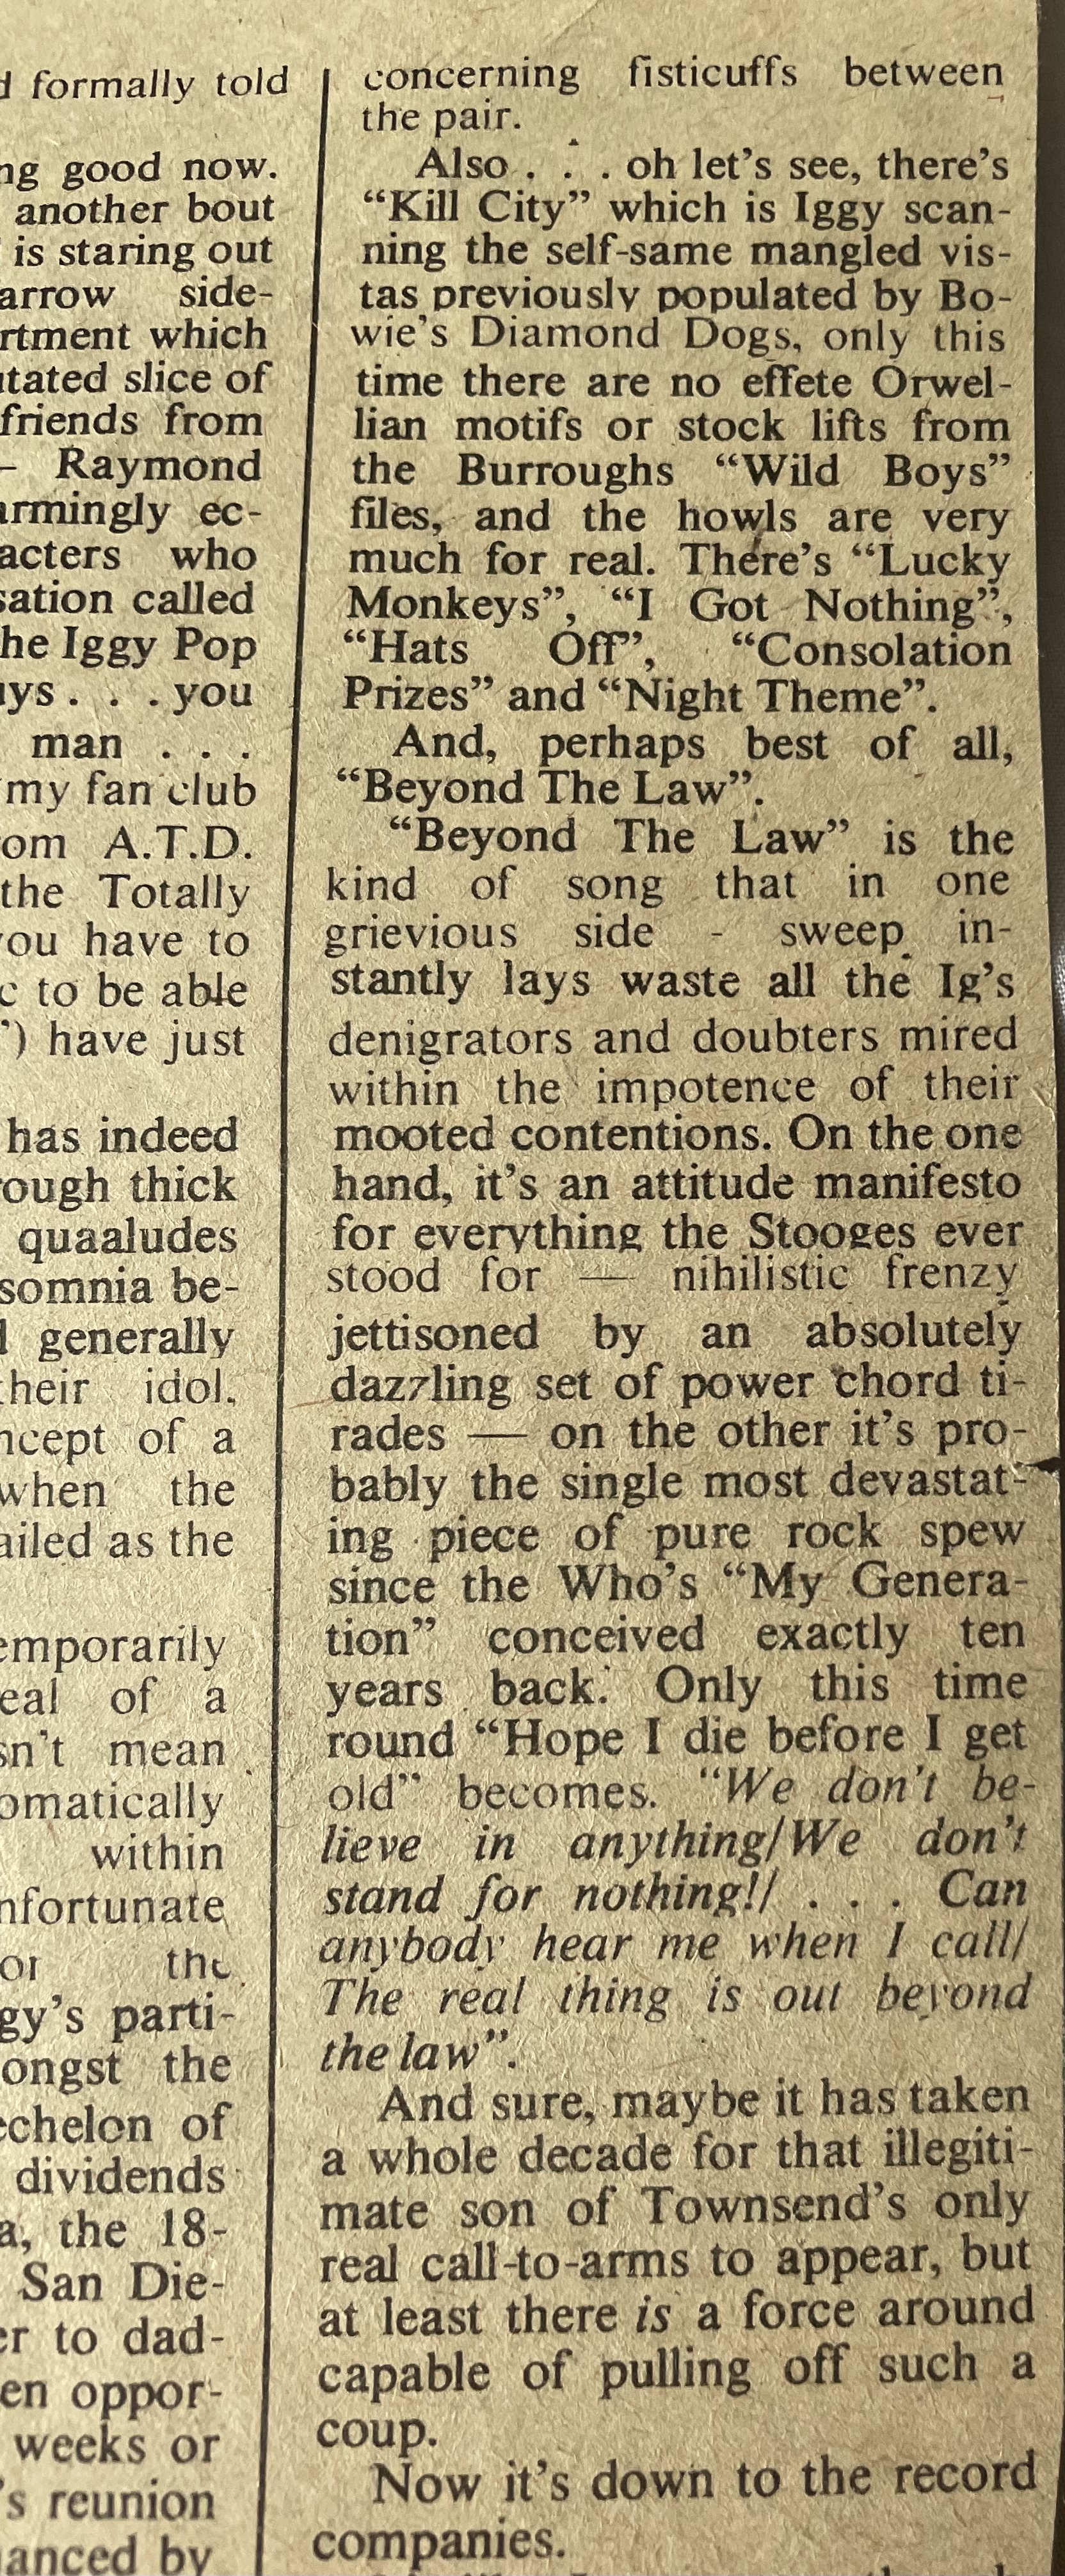 formally told
ng good now.
another bout
is staring out
arrow side-
rtment which
tated slice of
friends from
– Raymond
armingly ec-
acters who
sation called
he Iggy Pop
ys . . . you
man . . .
my fan club
om A.T.D.
the Totally
you have to
c to be able
") have just
has indeed
rough thick
quaaludes
somnia be-
generally
their idol.
ncept of a
when the
ailed as the
emporarily
eal of a
sn't mean
omatically
within
nfortunate
or the
gy's parti-
ongst the
echelon of
dividends
a, the 18-
San Die-
er to dad-
en oppor-
weeks or
's reunion
anced by
concerning fisticuffs between
the pair.
Also . . . oh let's see, there's
“Kill City” which is Iggy scan-
ning the self-same mangled vis-
tas previously populated by Bo-
wie's Diamond Dogs, only this
time there are no effete Orwel-
lian motifs or stock lifts from
the Burroughs “Wild Boys”
files, and the howls are very
much for real. There's “Lucky
Monkeys”, “I Got Nothing”,
“Hats Off”, “Consolation
Prizes” and “Night Theme”.
And, perhaps best of all,
“Beyond The Law”.
“Beyond The Law” is the
kind of song that in one
grievious side - sweep in-
stantly lays waste all the Ig's
denigrators and doubters mired
within the impotence of their
mooted contentions. On the one
hand, it's an attitude manifesto
for everything the Stooges ever
stood for — nihilistic frenzy
jettisoned by an absolutely
dazzling set of power chord ti-
rades — on the other it's pro-
bably the single most devastat-
ing piece of pure rock spew
since the Who's “My Genera-
tion” conceived exactly ten
years back. Only this time
round “Hope I die before I get
old” becomes. “We don't be-
lieve in anything/We don't
stand for nothing!/ . . . Can
anybody hear me when I call/
The real thing is out beyond
the law”.
And sure, maybe it has taken
a whole decade for that illegiti-
mate son of Townsend's only
real call-to-arms to appear, but
at least there is a force around
capable of pulling off such a
coup.
Now it's down to the record
companies.